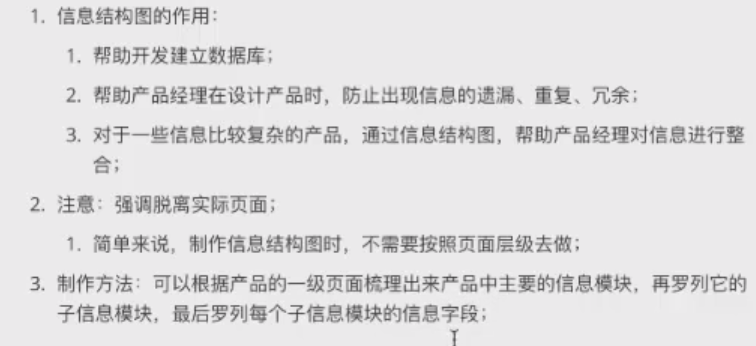 1. 信息结构图的作用：
1. 帮助开发建立数据库；
2. 帮助产品经理在设计产品时，防止出现信息的遗漏、重复、冗余；
3. 对于一些信息比较复杂的产品，通过信息结构图，帮助产品经理对信息进行整
合；
2. 注意：强调脱离实际页面；
1. 简单来说，制作信息结构图时，不需要按照页面层级去做；
3. 制作方法：可以根据产品的一级页面梳理出来产品中主要的信息模块，再罗列它的
子信息模块，最后罗列每个子信息模块的信息字段；